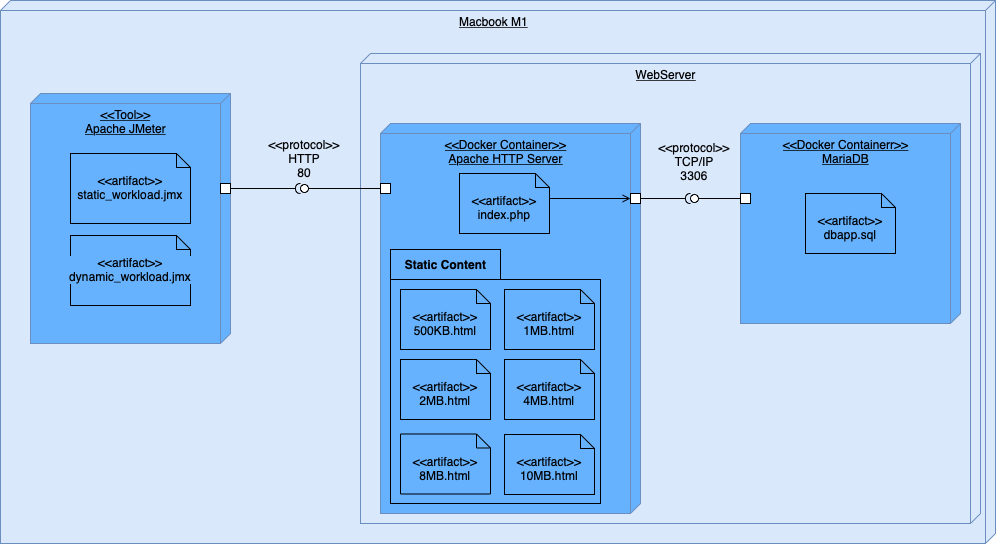 Macbook M1
WebServer
<<Tool>>
Apache JMeter
<<artifact>>
static_workload.jmx
<<artifact>>
dynamic_workload.jmx
<<protocol>>
HTTP
80
<<Docker Container>>
Apache HTTP Server
<<artifact>>
index.php
Static Content
<<artifact>>
500KB.html
<<artifact>>
1MB.html
<<artifact>>
2MB.html
<<artifact>>
4MB.html
<<artifact>>
8MB.html
<<artifact>>
10MB.html
<<protocol>>
TCP/IP
3306
<<Docker Containerr>>
MariaDB
<<artifact>>
dbapp.sql